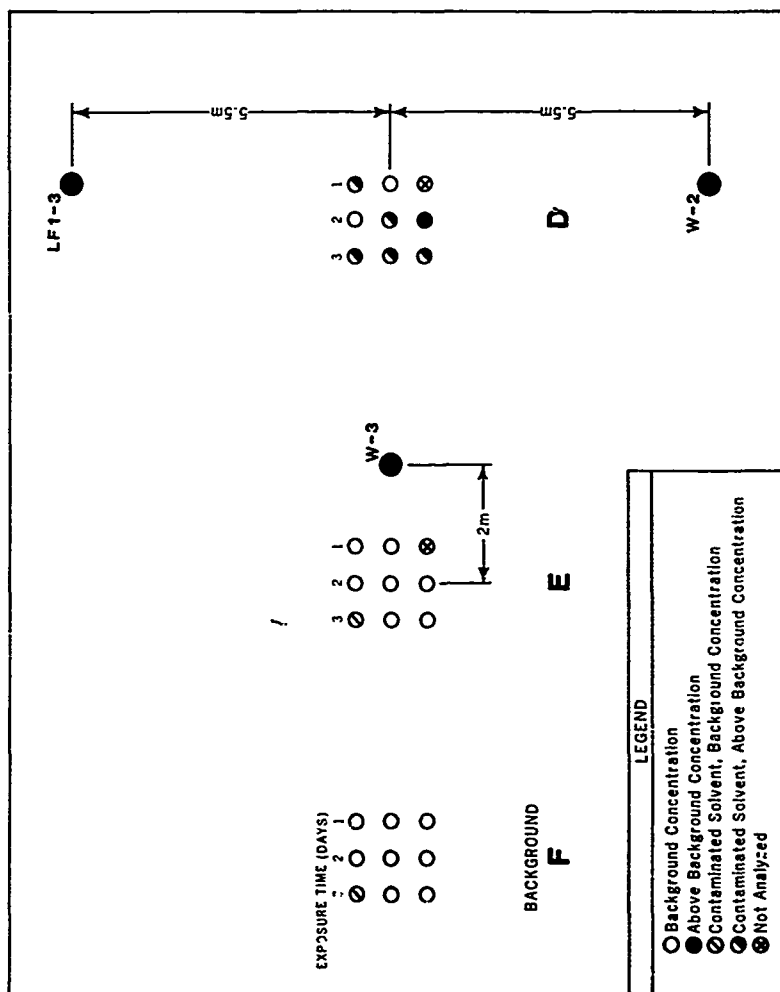 LF1-3
5.5m
5.5m
1
2
3
D
W-2
W-3
1
2
3
2m
E
EXPOSURE TIME (DAYS)
1
2
BACKGROUND
F
LEGEND
Background Concentration
Above Background Concentration
Contaminated Solvent, Background Concentration
Contaminated Solvent, Above Background Concentration
Not Analyzed